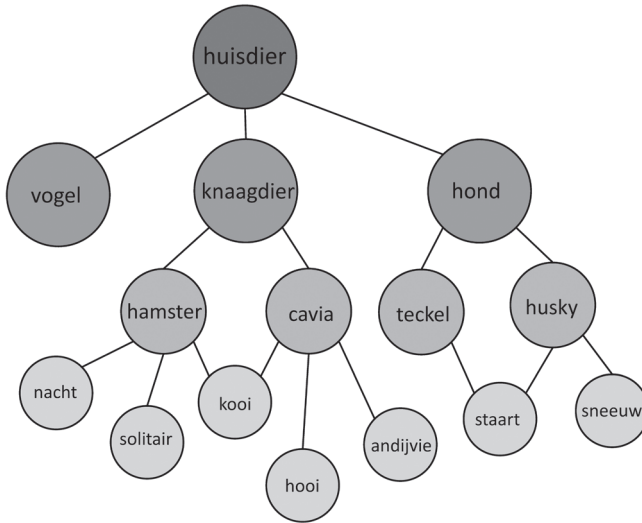 huisdier
vogel
knaagdier
hond
hamster
cavia
teckel
husky
nacht
solitair
kooi
hooi
andijvie
staart
sneeuw